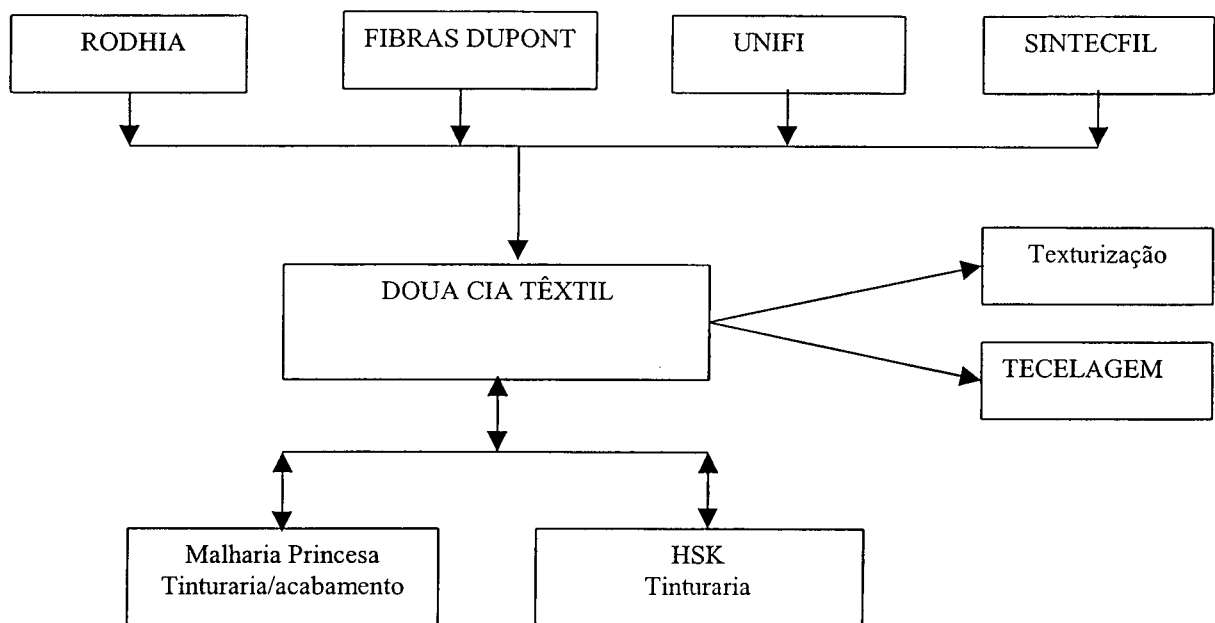 RODHIA
FIBRAS DUPONT
UNIFI
SINTECFIL
DOUA CIA TÊXTIL
Texturização
TECELAGEM
Malharia Princesa
Tinturaria/acabamento
HSK
Tinturaria